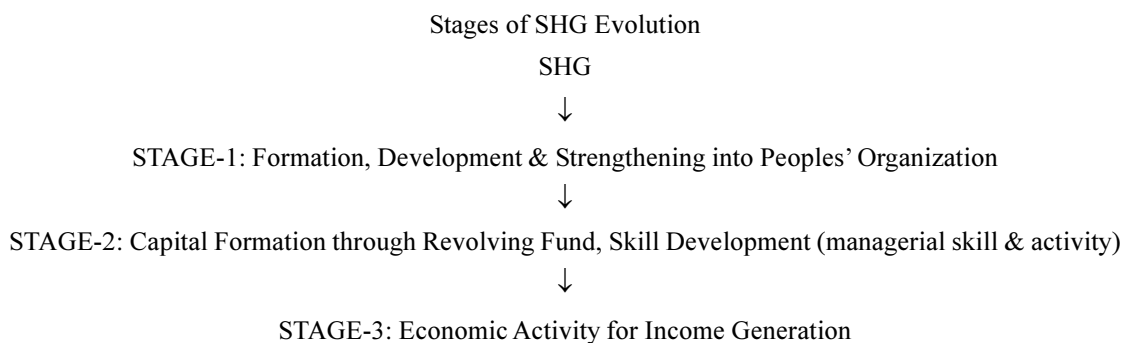 Stages of SHG Evolution
SHG
↓
STAGE-1: Formation, Development & Strengthening into Peoples’ Organization
↓
STAGE-2: Capital Formation through Revolving Fund, Skill Development (managerial skill & activity)
↓
STAGE-3: Economic Activity for Income Generation